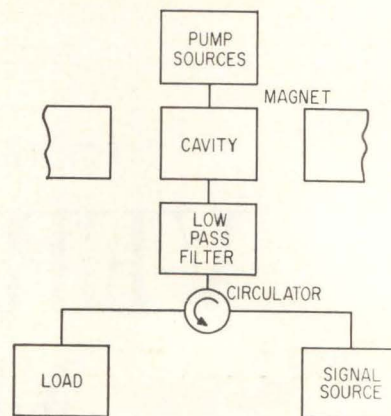 PUMP
SOURCES
MAGNET
CAVITY
LOW
PASS
FILTER
CIRCULATOR
LOAD
SIGNAL
SOURCE